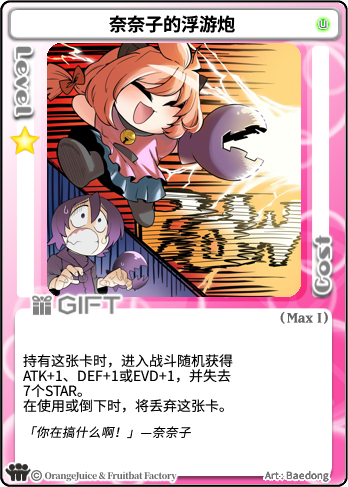 奈奈子的浮游炮
U
Level
Cost
GIFT
(Max 1)
持有这张卡时，进入战斗随机获得
ATK+1、DEF+1或EVD+1，并失去
7个STAR。
在使用或倒下时，将丢弃这张卡。
「你在搞什么啊！」—奈奈子
© OrangeJuice & Fruitbat Factory
Art.: Baedong